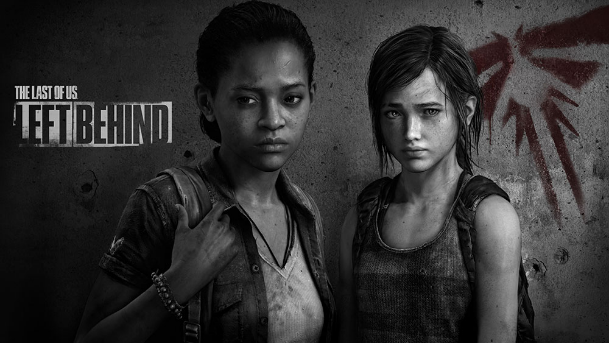 THE LAST OF US
LEFT BEHIND